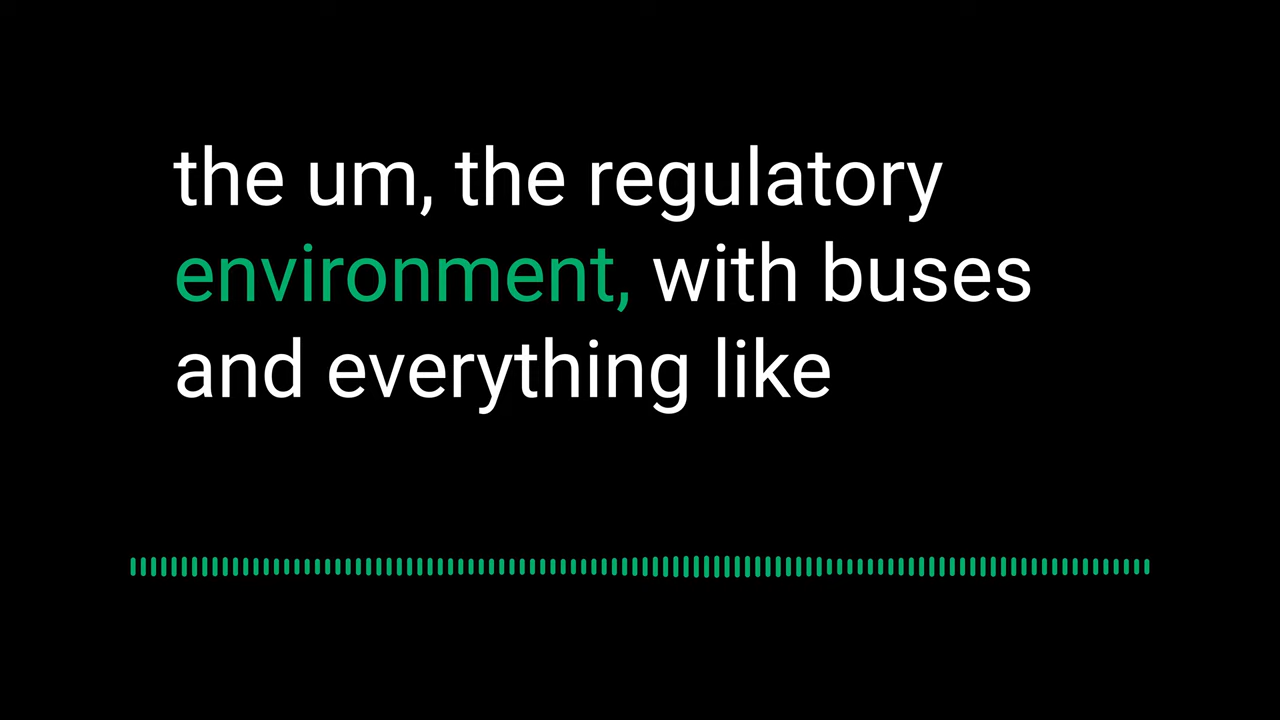 the um, the regulatory
environment, with buses
and everything like